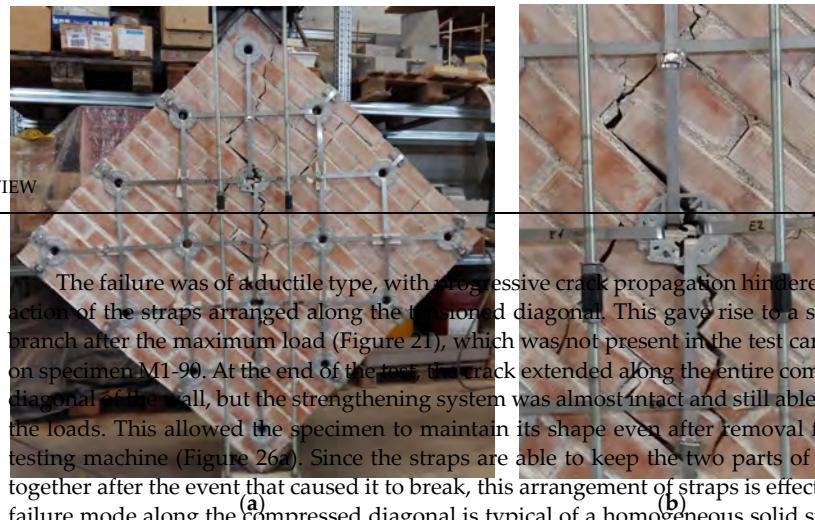 IEW
E1
E2
The failure was of a ductile type, with progressive crack propagation hindere
action of the straps arranged along the tensioned diagonal. This gave rise to a s
branch after the maximum load (Figure 21), which was not present in the test car
on specimen M1-90. At the end of the test, the crack extended along the entire com
diagonal of the wall, but the strengthening system was almost intact and still able
the loads. This allowed the specimen to maintain its shape even after removal f
testing machine (Figure 26a). Since the straps are able to keep the two parts of
together after the event that caused it to break, this arrangement of straps is effect
(a) (b)
failure mode along the compressed diagonal is typical of a homogeneous solid s